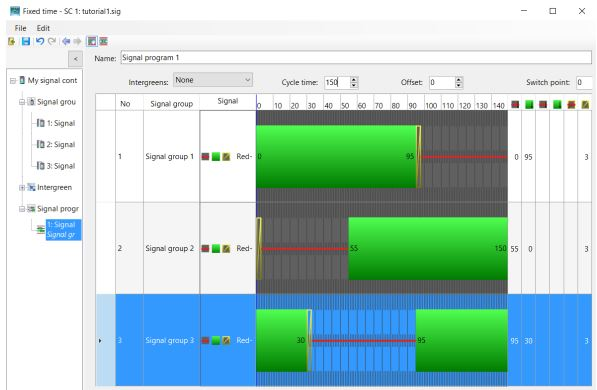 Fixed time - SC 1: tutorial1.sig
File Edit
Name: Signal program 1
My signal cont
Intergreens: None Cycle time: 150 Offset: 0 Switch point: 0
No Signal group Signal 0 10 20 30 40 50 60 70 80 90 100 110 120 130 140
Signal grou
1: Signal
2: Signal
3: Signal
Intergreen
Signal progr
1: Signal
Signal gr
1 Signal group 1 Red- 0 95 0 95 3
2 Signal group 2 Red- 55 150 55 0 3
3 Signal group 3 Red- 30 95 95 30 3